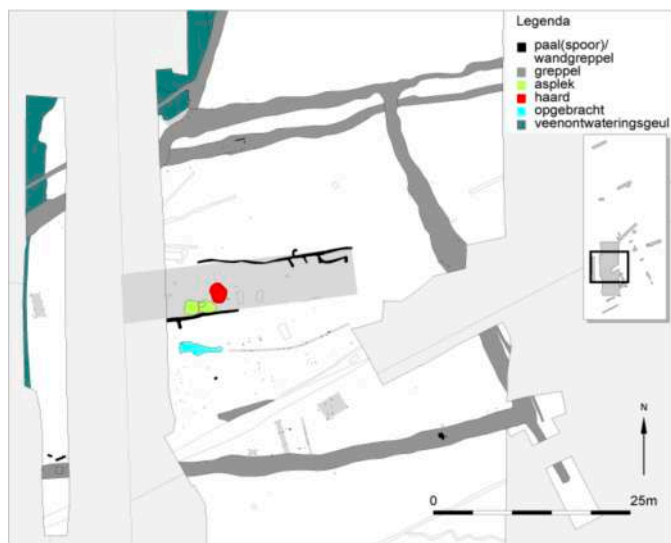 Legenda
paal(spoor)/
wandgreppel
greppel
asplek
haard
opgebracht
veenontwateringsgeul
N
0
25m